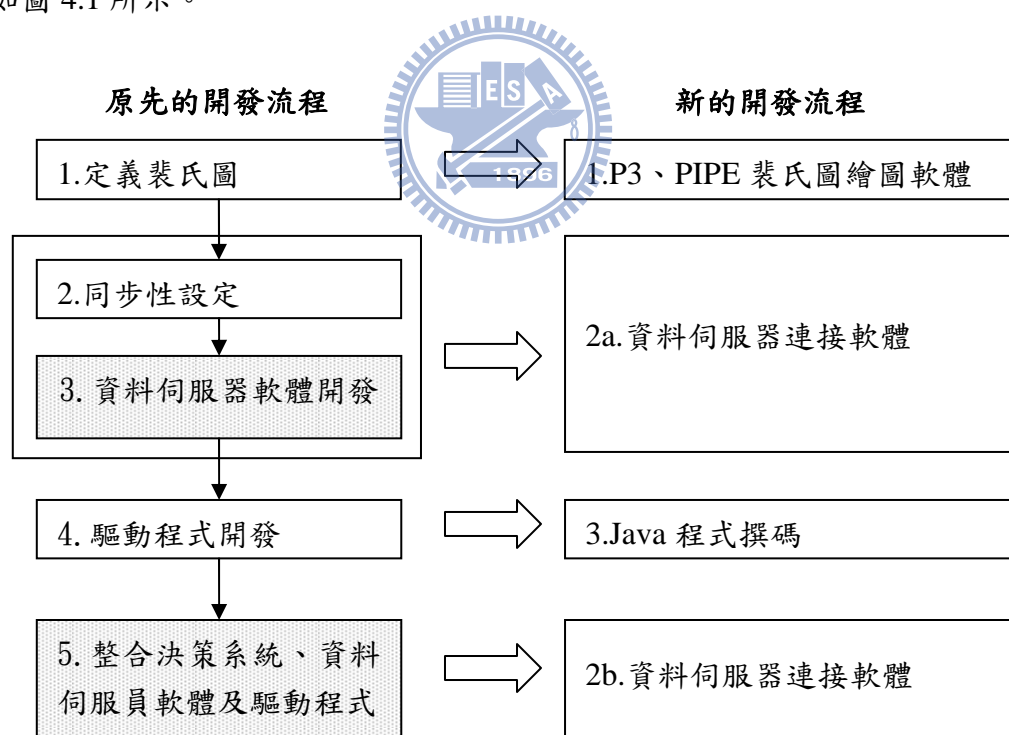 如圖 4.1 所示。
原先的開發流程
新的開發流程
1.定義裴氏圖
1.P3、PIPE 裴氏圖繪圖軟體
2.同步性設定
3. 資料伺服器軟體開發
2a.資料伺服器連接軟體
4. 驅動程式開發
3.Java 程式撰碼
5. 整合決策系統、資料
伺服員軟體及驅動程式
2b.資料伺服器連接軟體
E S A
1896